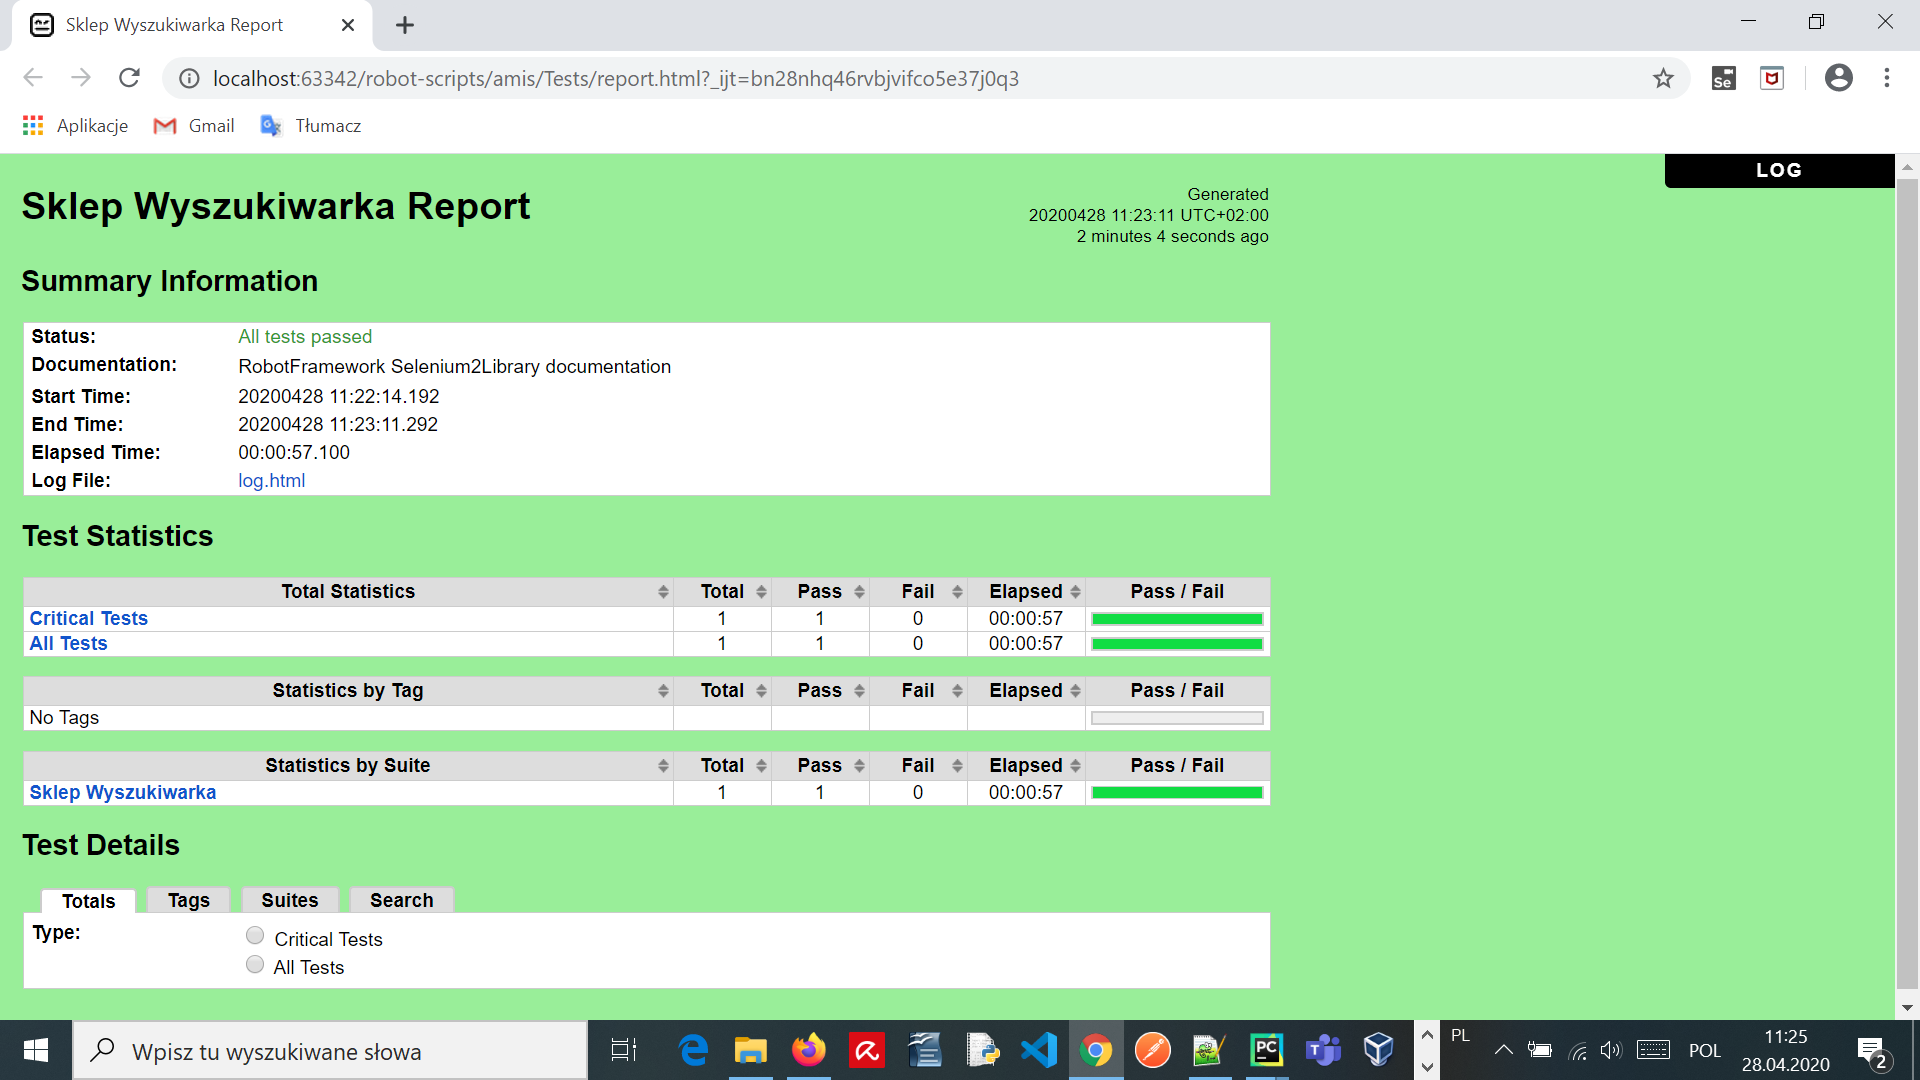 Sklep Wyszukiwarka Report
localhost:63342/robot-scripts/amis/Tests/report.html?_ijt=bn28nhq46rvbjvifco5e37j0q3
Se
Aplikacje Gmail Tłumacz
LOG
Sklep Wyszukiwarka Report
Generated
20200428 11:23:11 UTC+02:00
2 minutes 4 seconds ago
Summary Information
Status: All tests passed
Documentation: RobotFramework Selenium2Library documentation
Start Time: 20200428 11:22:14.192
End Time: 20200428 11:23:11.292
Elapsed Time: 00:00:57.100
Log File: log.html
Test Statistics
Total Statistics Total Pass Fail Elapsed Pass / Fail
Critical Tests 1 1 0 00:00:57
All Tests 1 1 0 00:00:57
Statistics by Tag Total Pass Fail Elapsed Pass / Fail
No Tags
Statistics by Suite Total Pass Fail Elapsed Pass / Fail
Sklep Wyszukiwarka 1 1 0 00:00:57
Test Details
Totals Tags Suites Search
Type: Critical Tests
All Tests
Wpisz tu wyszukiwane słowa
PC
T
PL
POL
11:25
28.04.2020
2